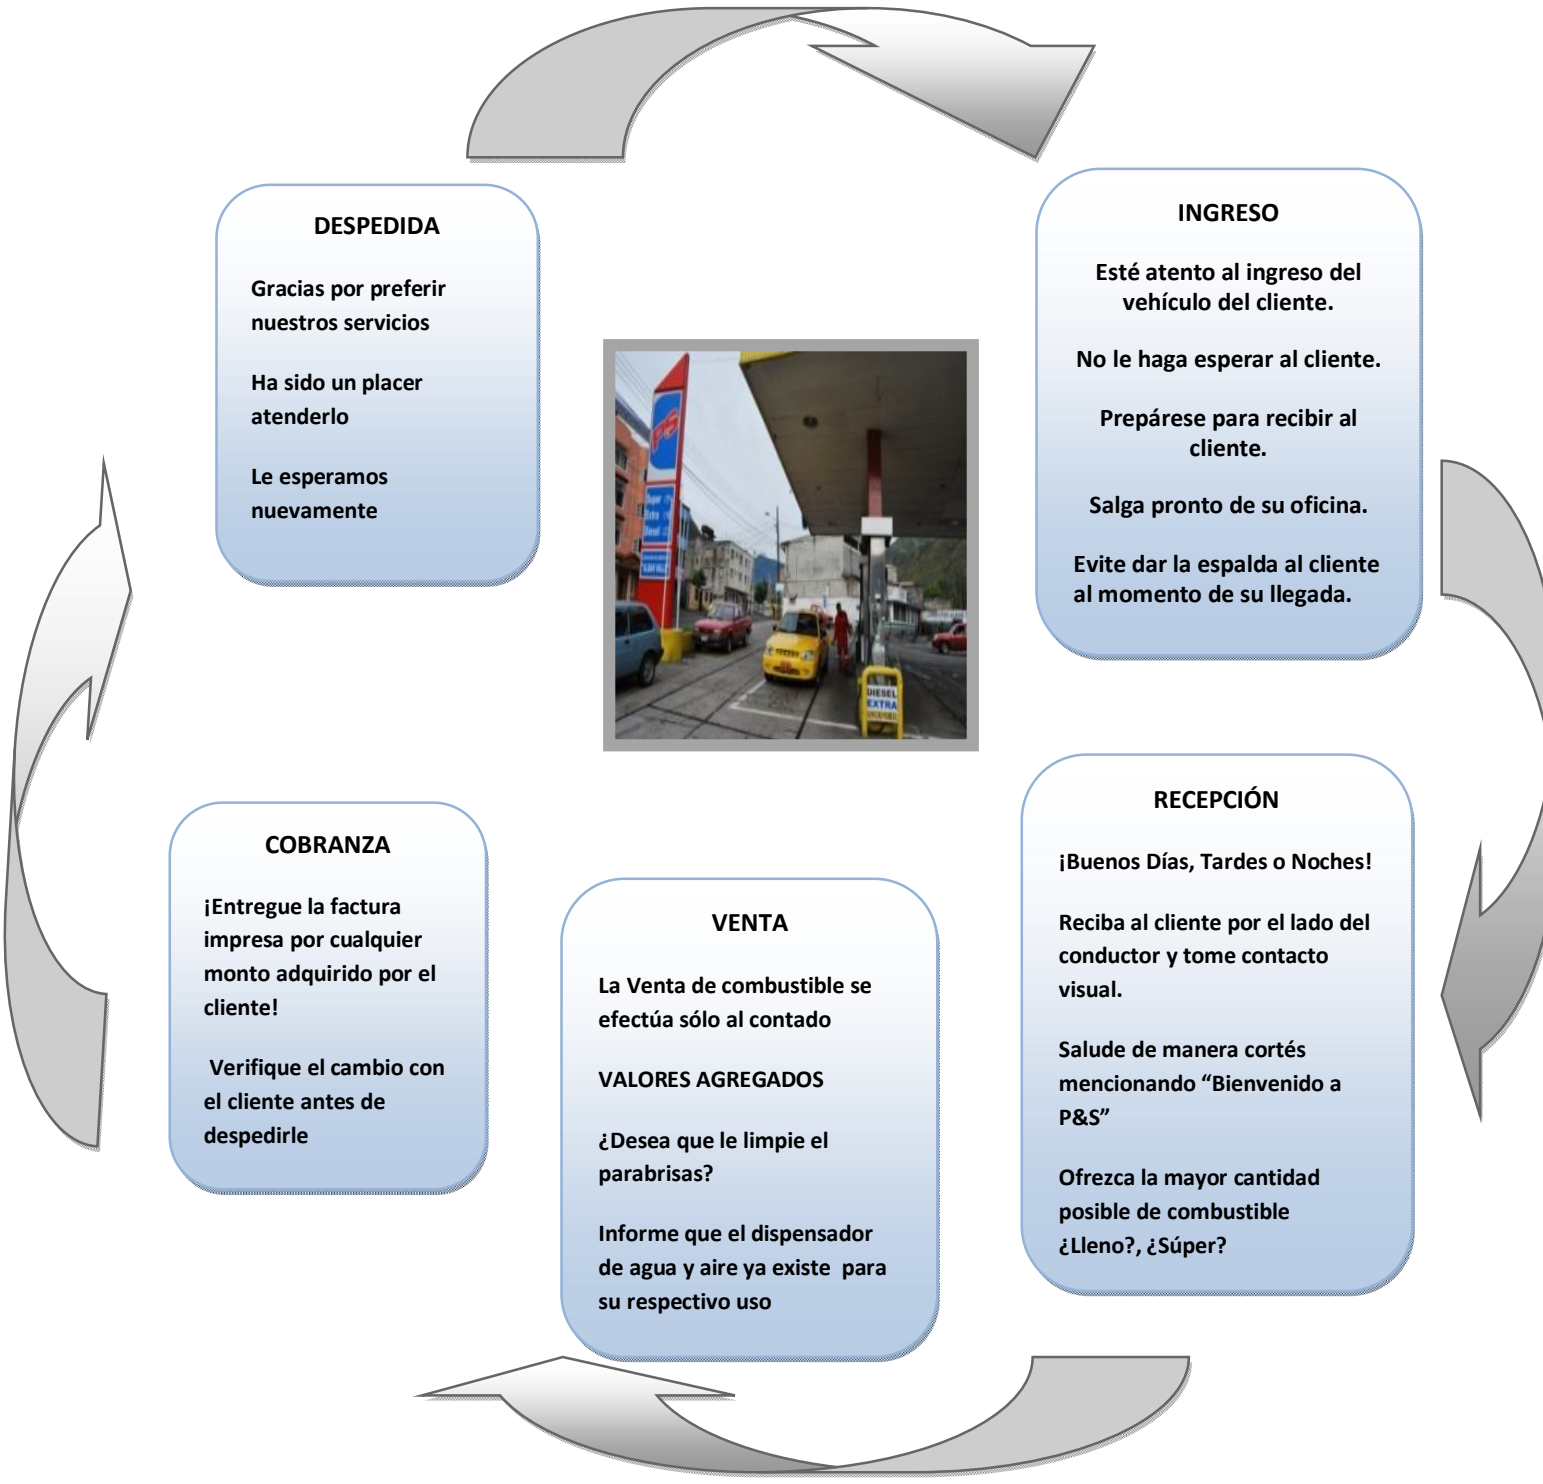 DESPEDIDA
Gracias por preferir
nuestros servicios
Ha sido un placer
atenderlo
Le esperamos
nuevamente
INGRESO
Esté atento al ingreso del
vehículo del cliente.
No le haga esperar al cliente.
Prepárese para recibir al
cliente.
Salga pronto de su oficina.
Evite dar la espalda al cliente
al momento de su llegada.
P&S
Super
Extra
Diesel
DIESEL
EXTRA
RECEPCIÓN
¡Buenos Días, Tardes o Noches!
Reciba al cliente por el lado del
conductor y tome contacto
visual.
Salude de manera cortés
mencionando “Bienvenido a
P&S”
Ofrezca la mayor cantidad
posible de combustible
¿Lleno?, ¿Súper?
VENTA
La Venta de combustible se
efectúa sólo al contado
VALORES AGREGADOS
¿Desea que le limpie el
parabrisas?
Informe que el dispensador
de agua y aire ya existe  para
su respectivo uso
COBRANZA
¡Entregue la factura
impresa por cualquier
monto adquirido por el
cliente!
Verifique el cambio con
el cliente antes de
despedirle